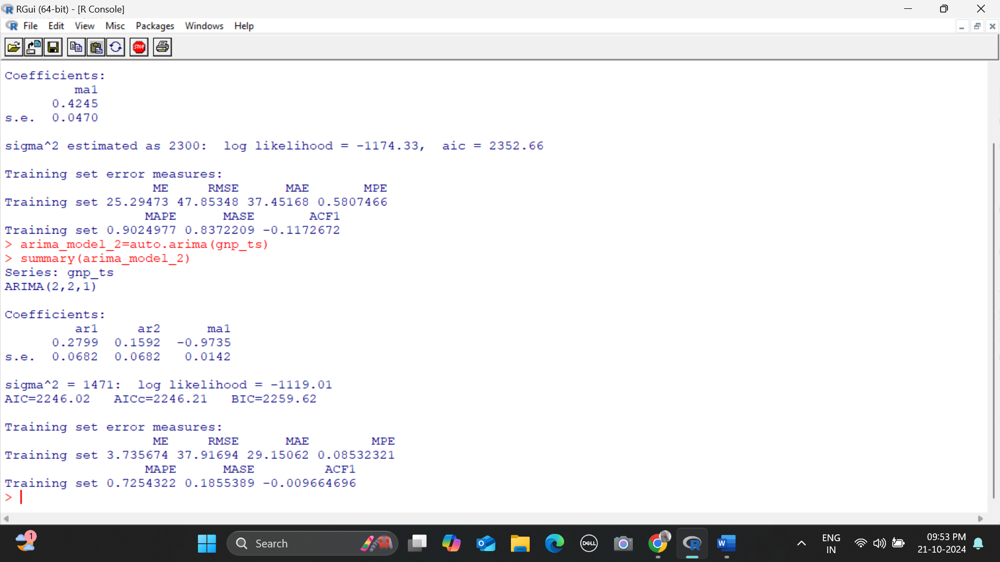 RGui (64-bit) - [R Console]
File Edit View Misc Packages Windows Help
STOP
Coefficients:
         ma1
      0.4245
s.e.  0.0470
sigma^2 estimated as 2300:  log likelihood = -1174.33,  aic = 2352.66
Training set error measures:
                   ME     RMSE      MAE       MPE
Training set 25.29473 47.85348 37.45168 0.5807466
                  MAPE      MASE       ACF1
Training set 0.9024977 0.8372209 -0.1172672
> arima_model_2=auto.arima(gnp_ts)
> summary(arima_model_2)
Series: gnp_ts
ARIMA(2,2,1)
Coefficients:
         ar1     ar2      ma1
      0.2799  0.1592  -0.9735
s.e.  0.0682  0.0682   0.0142
sigma^2 = 1471:  log likelihood = -1119.01
AIC=2246.02   AICc=2246.21   BIC=2259.62
Training set error measures:
                   ME     RMSE      MAE        MPE
Training set 3.735674 37.91694 29.15062 0.08532321
                  MAPE      MASE         ACF1
Training set 0.7254322 0.1855389 -0.009664696
>
1
Search
DELL
W
ENG
IN
09:53 PM
21-10-2024